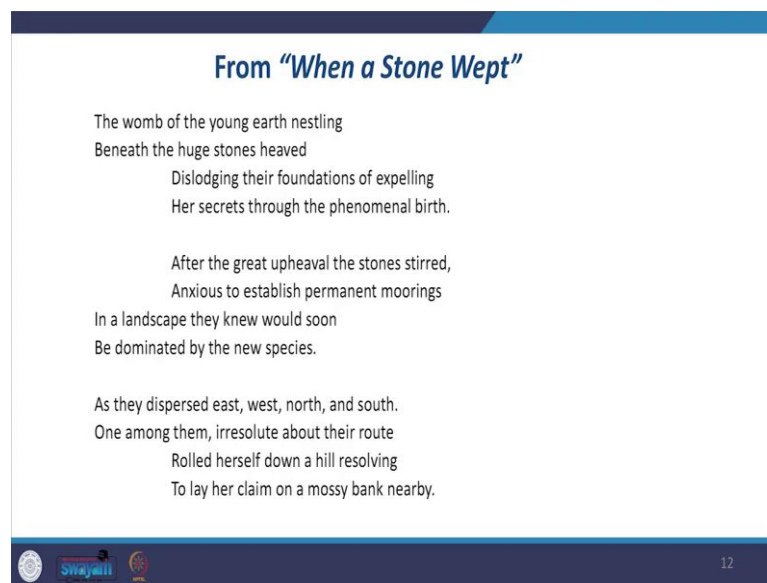 From “When a Stone Wept”
The womb of the young earth nestling
Beneath the huge stones heaved
Dislodging their foundations of expelling
Her secrets through the phenomenal birth.
After the great upheaval the stones stirred,
Anxious to establish permanent moorings
In a landscape they knew would soon
Be dominated by the new species.
As they dispersed east, west, north, and south.
One among them, irresolute about their route
Rolled herself down a hill resolving
To lay her claim on a mossy bank nearby.
swayam
12